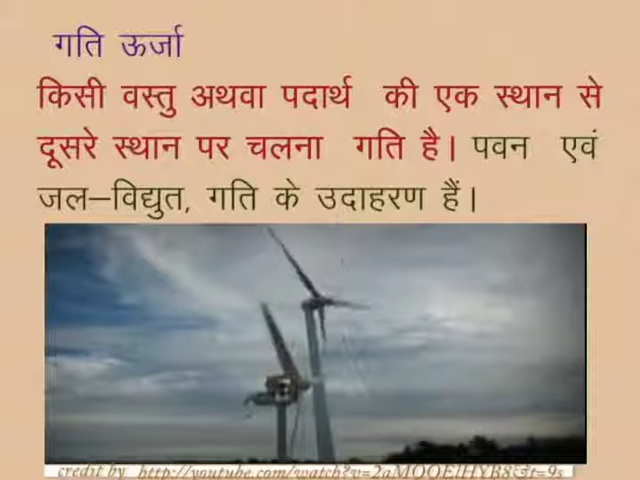 गति ऊर्जा
किसी वस्तु अथवा पदार्थ की एक स्थान से
दूसरे स्थान पर चलना गति है। पवन एवं
जल–विद्युत, गति के उदाहरण हैं।
credit by http://youtube.com/watch?v=